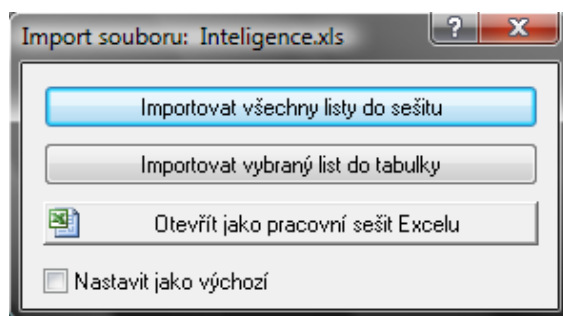 Import souboru: Inteligence.xls
Importovat všechny listy do sešitu
Importovat vybraný list do tabulky
Otevřít jako pracovní sešit Excelu
Nastavit jako výchozí